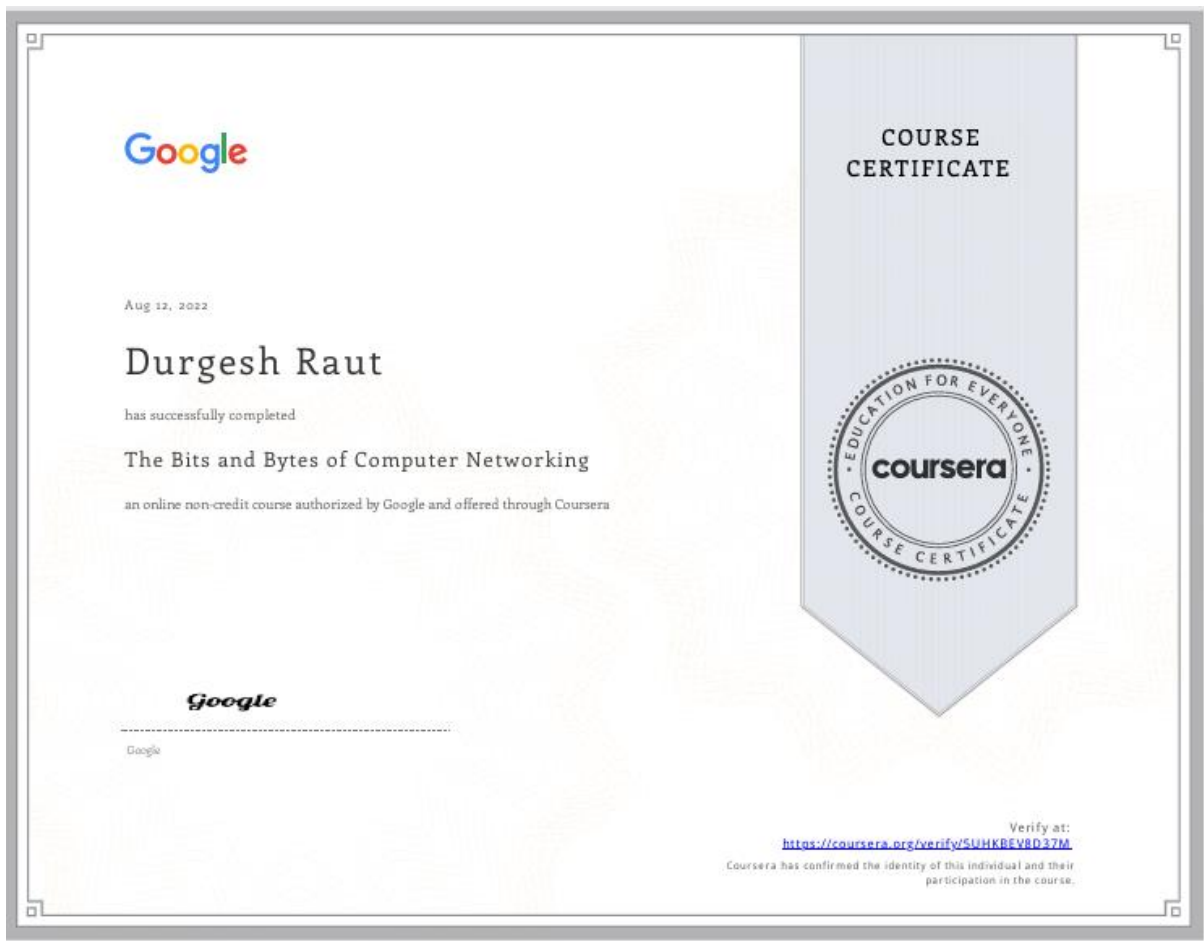 Google
COURSE
CERTIFICATE
Aug 12, 2022
Durgesh Raut
has successfully completed
The Bits and Bytes of Computer Networking
an online non-credit course authorized by Google and offered through Coursera
EDUCATION FOR EVERYONE
coursera
COURSE CERTIFICATE
Google
Google
Verify at:
https://coursera.org/verify/5UHKBEV8D37M
Coursera has confirmed the identity of this individual and their
participation in the course.